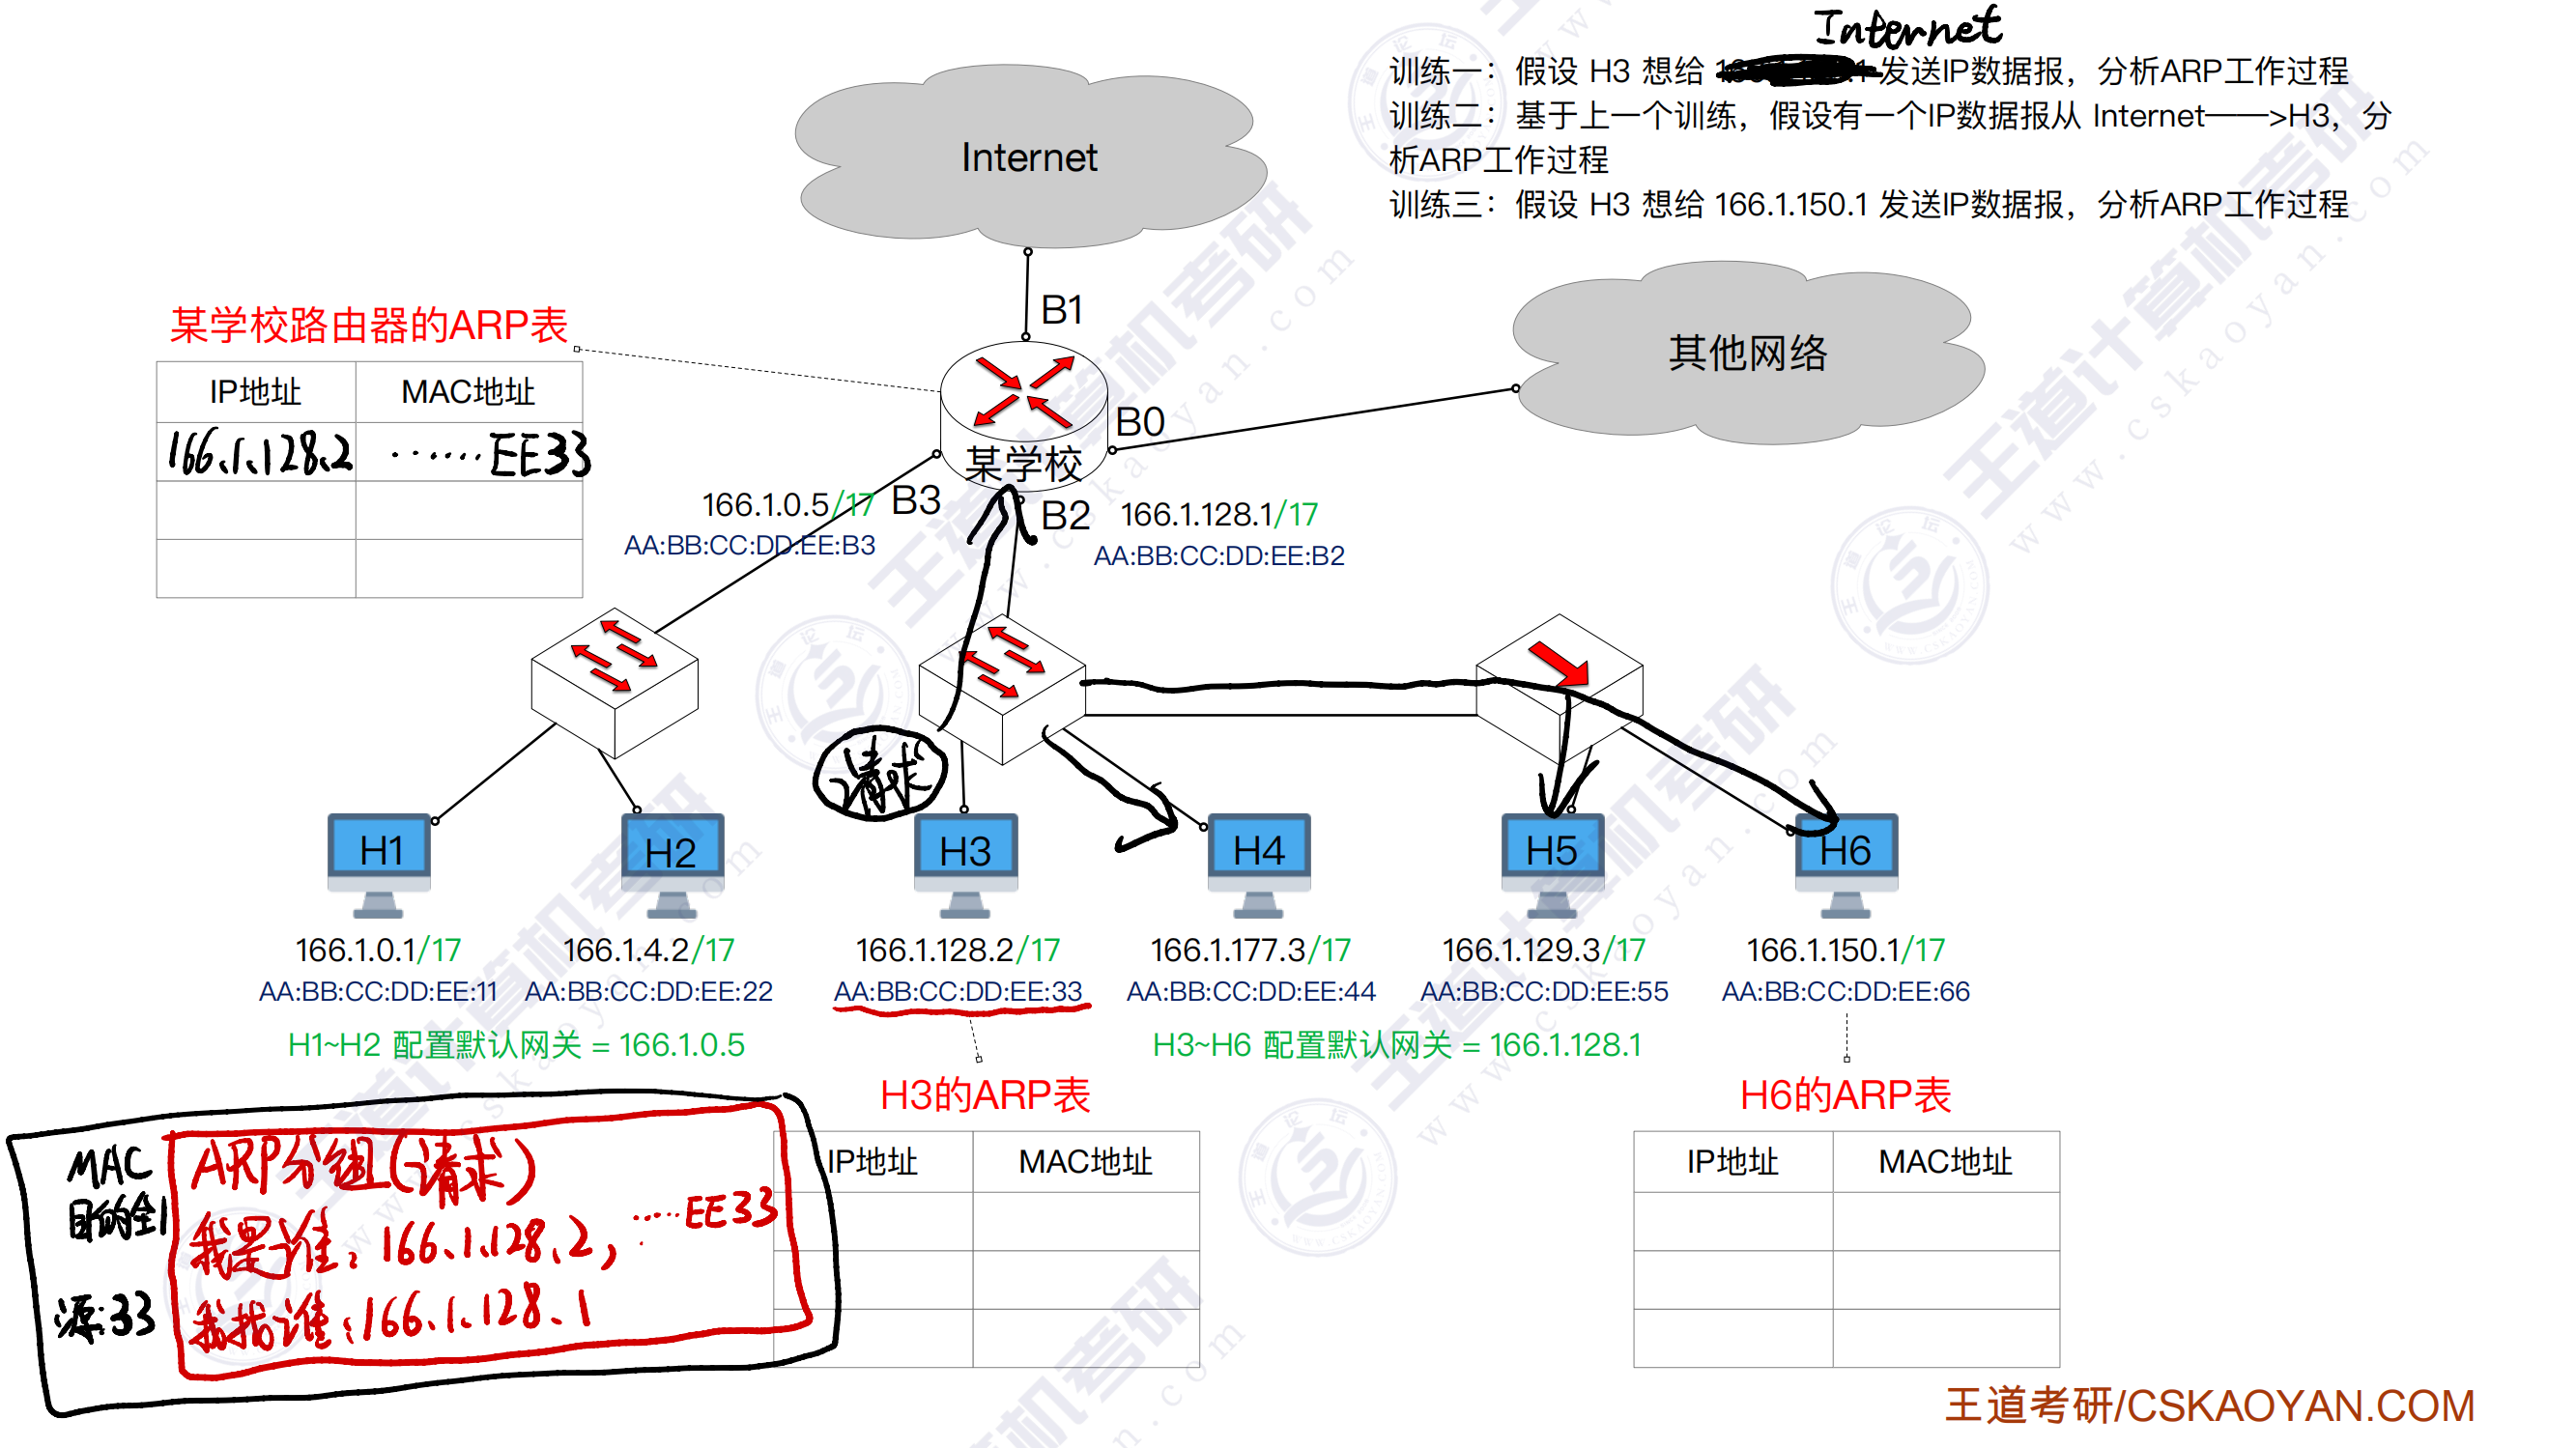 Internet
训练一：假设 H3 想给 发送IP数据报，分析ARP工作过程
训练二：基于上一个训练，假设有一个IP数据报从 Internet——>H3，分
析ARP工作过程
训练三：假设 H3 想给 166.1.150.1 发送IP数据报，分析ARP工作过程
Internet
B1
其他网络
某学校路由器的ARP表
IP地址 MAC地址
166.1.128.2 ......EE33
B0
某学校
166.1.0.5/17 B3
AA:BB:CC:DD:EE:B3
B2 166.1.128.1/17
AA:BB:CC:DD:EE:B2
请求
H1 H2 H3 H4 H5 H6
166.1.0.1/17 166.1.4.2/17 166.1.128.2/17 166.1.177.3/17 166.1.129.3/17 166.1.150.1/17
AA:BB:CC:DD:EE:11 AA:BB:CC:DD:EE:22 AA:BB:CC:DD:EE:33 AA:BB:CC:DD:EE:44 AA:BB:CC:DD:EE:55 AA:BB:CC:DD:EE:66
H1~H2 配置默认网关 = 166.1.0.5 H3~H6 配置默认网关 = 166.1.128.1
H3的ARP表 H6的ARP表
IP地址 MAC地址 IP地址 MAC地址
MAC
目的全1
源:33
ARP分组(请求)
我是谁：166.1.128.2, .....EE33
我找谁：166.1.128.1
王道考研/CSKAOYAN.COM
王道计算机考研
www.cskaoyan.com